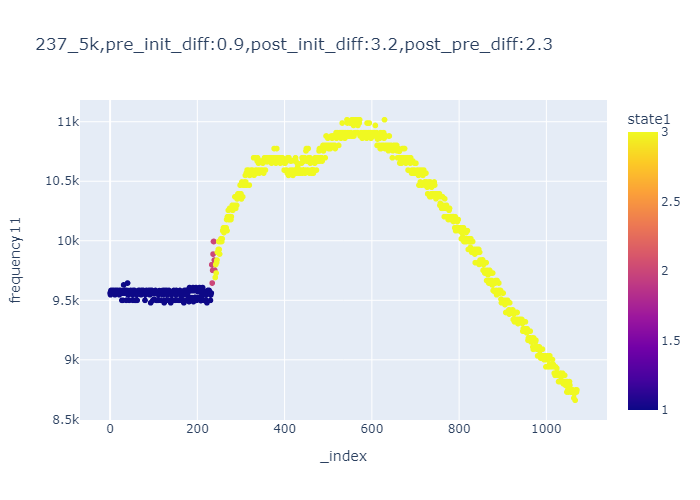 237_5k,pre_init_diff:0.9,post_init_diff:3.2,post_pre_diff:2.3
state1
11k
10.5k
10k
9.5k
9k
8.5k
frequency11
0
200
400
600
800
1000
_index
3
2.5
2
1.5
1